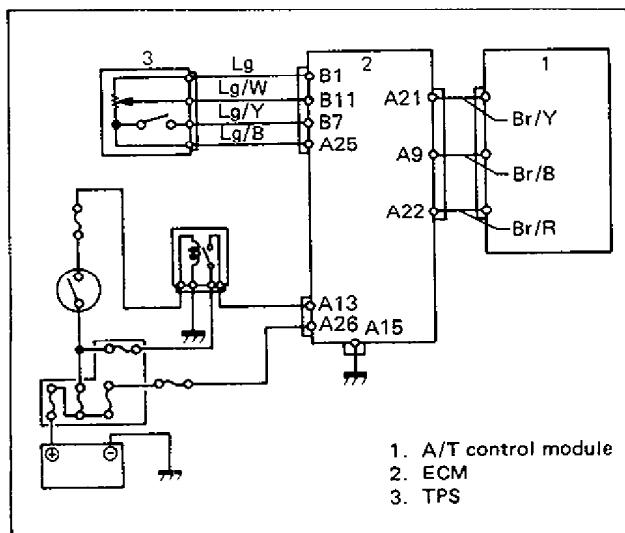 3
Lg
Lg/W
Lg/Y
Lg/B
B1
B11
B7
A25
2
A21
A9
A22
1
Br/Y
Br/B
Br/R
A13
A26
A15
+
−
1. A/T control module
2. ECM
3. TPS